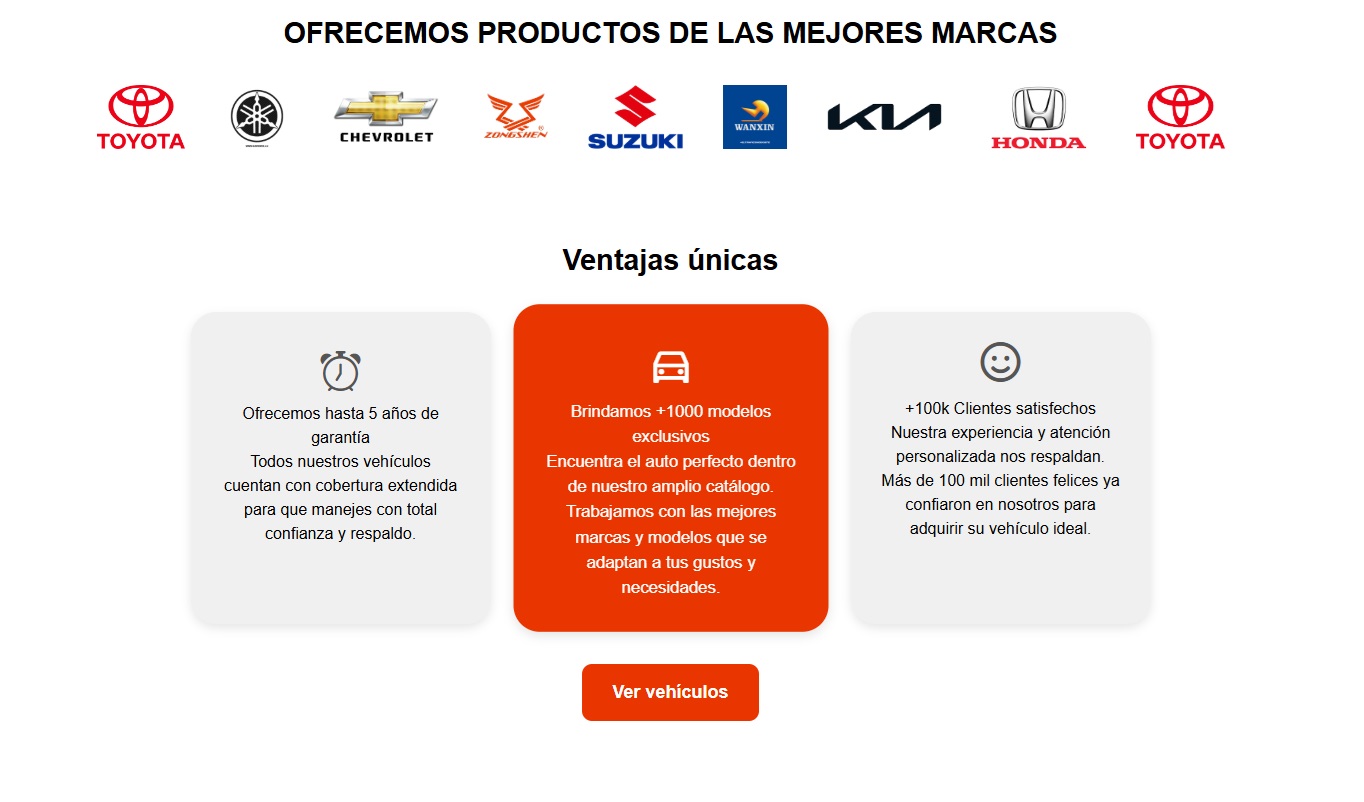 OFRECEMOS PRODUCTOS DE LAS MEJORES MARCAS
TOYOTA
CHEVROLET
ZONGSHEN ®
SUZUKI
WANXIN
KIA
HONDA
TOYOTA
Ventajas únicas
Ofrecemos hasta 5 años de
garantía
Todos nuestros vehículos
cuentan con cobertura extendida
para que manejes con total
confianza y respaldo.
Brindamos +1000 modelos
exclusivos
Encuentra el auto perfecto dentro
de nuestro amplio catálogo.
Trabajamos con las mejores
marcas y modelos que se
adaptan a tus gustos y
necesidades.
+100k Clientes satisfechos
Nuestra experiencia y atención
personalizada nos respaldan.
Más de 100 mil clientes felices ya
confiaron en nosotros para
adquirir su vehículo ideal.
Ver vehículos